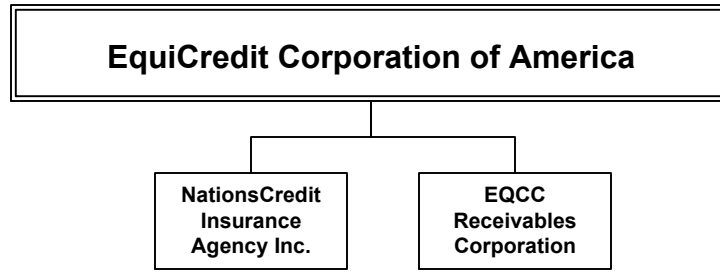 EquiCredit Corporation of America
NationsCredit
Insurance
Agency Inc.
EQCC
Receivables
Corporation